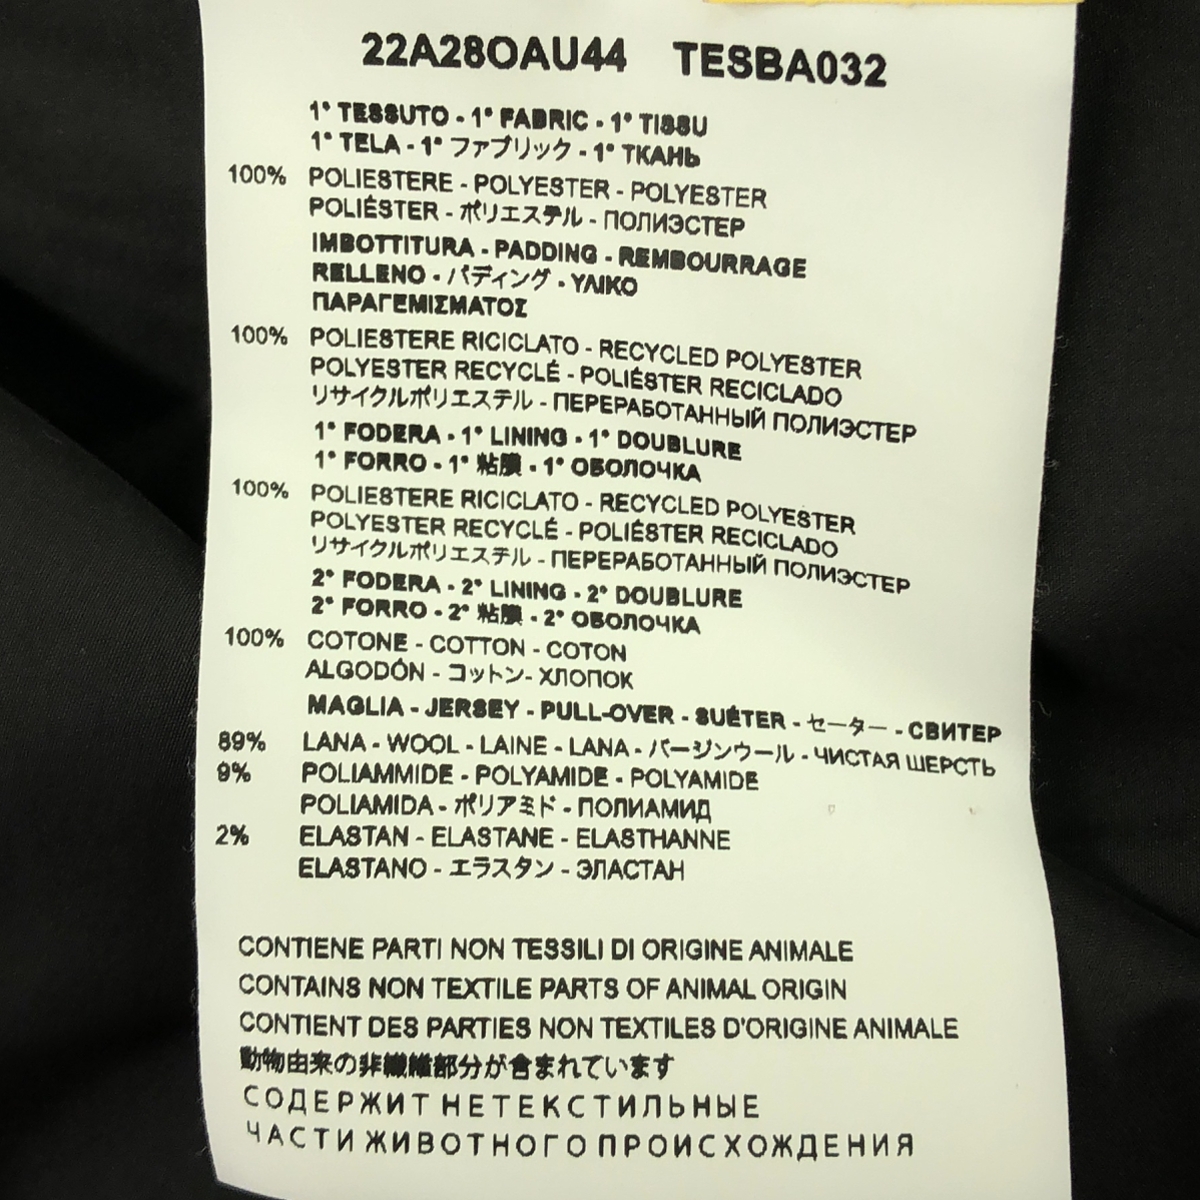 22A28OAU44 TESBA032
1° TESSUTO - 1° FABRIC - 1° TISSU
1° TELA - 1° ファブリック - 1° ТКАНЬ
100% POLIESTERE - POLYESTER - POLYESTER
POLIÉSTER - ポリエステル - ПОЛИЭСТЕР
IMBOTTITURA - PADDING - REMBOURRAGE
RELLENO - パディング - ΥΛΙΚΟ
ΠΑΡΑΓΕΜΙΣΜΑΤΟΣ
100% POLIESTERE RICICLATO - RECYCLED POLYESTER
POLYESTER RECYCLÉ - POLIÉSTER RECICLADO
リサイクルポリエステル - ПЕРЕРАБОТАННЫЙ ПОЛИЭСТЕР
1° FODERA - 1° LINING - 1° DOUBLURE
1° FORRO - 1° 粘膜 - 1° ОБОЛОЧКА
100% POLIESTERE RICICLATO - RECYCLED POLYESTER
POLYESTER RECYCLÉ - POLIÉSTER RECICLADO
リサイクルポリエステル - ПЕРЕРАБОТАННЫЙ ПОЛИЭСТЕР
2° FODERA - 2° LINING - 2° DOUBLURE
2° FORRO - 2° 粘膜 - 2° ОБОЛОЧКА
100% COTONE - COTTON - COTON
ALGODÓN - コットン- ХЛОПОК
MAGLIA - JERSEY - PULL-OVER - SUÉTER - セーター - СВИТЕР
89% LANA - WOOL - LAINE - LANA - バージンウール - ЧИСТАЯ ШЕРСТЬ
9% POLIAMMIDE - POLYAMIDE - POLYAMIDE
POLIAMIDA - ポリアミド - ПОЛИАМИД
2% ELASTAN - ELASTANE - ELASTHANNE
ELASTANO - エラスタン - ЭЛАСТАН
CONTIENE PARTI NON TESSILI DI ORIGINE ANIMALE
CONTAINS NON TEXTILE PARTS OF ANIMAL ORIGIN
CONTIENT DES PARTIES NON TEXTILES D'ORIGINE ANIMALE
動物由来の非繊維部分が含まれています
СОДЕРЖИТ НЕТЕКСТИЛЬНЫЕ
ЧАСТИ ЖИВОТНОГО ПРОИСХОЖДЕНИЯ